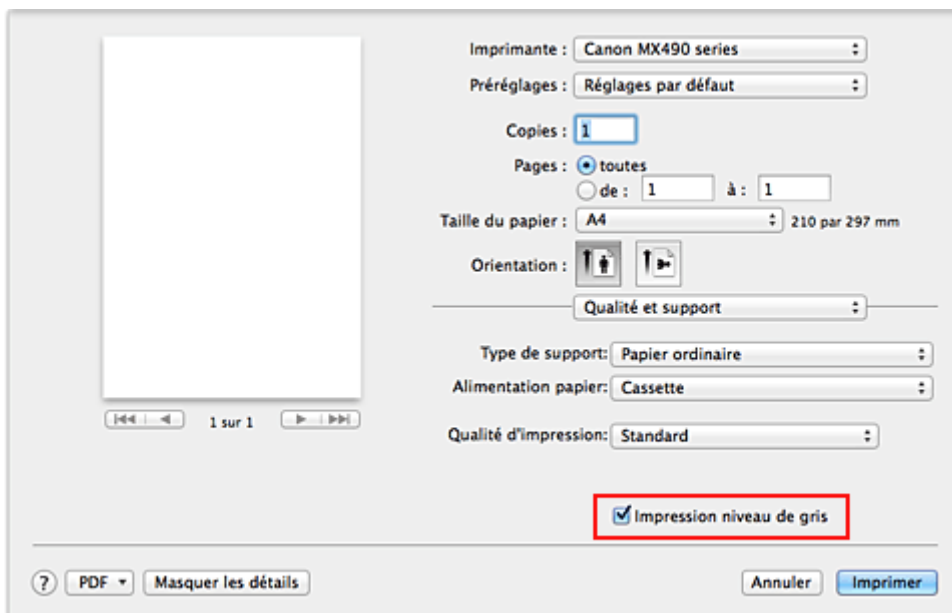 Imprimante : Canon MX490 series
Préréglages : Réglages par défaut
Copies : 1
Pages : toutes
de : 1 à : 1
Taille du papier : A4 210 par 297 mm
Orientation :
Qualité et support
Type de support: Papier ordinaire
Alimentation papier: Cassette
1 sur 1
Qualité d'impression: Standard
Impression niveau de gris
? PDF Masquer les détails Annuler Imprimer